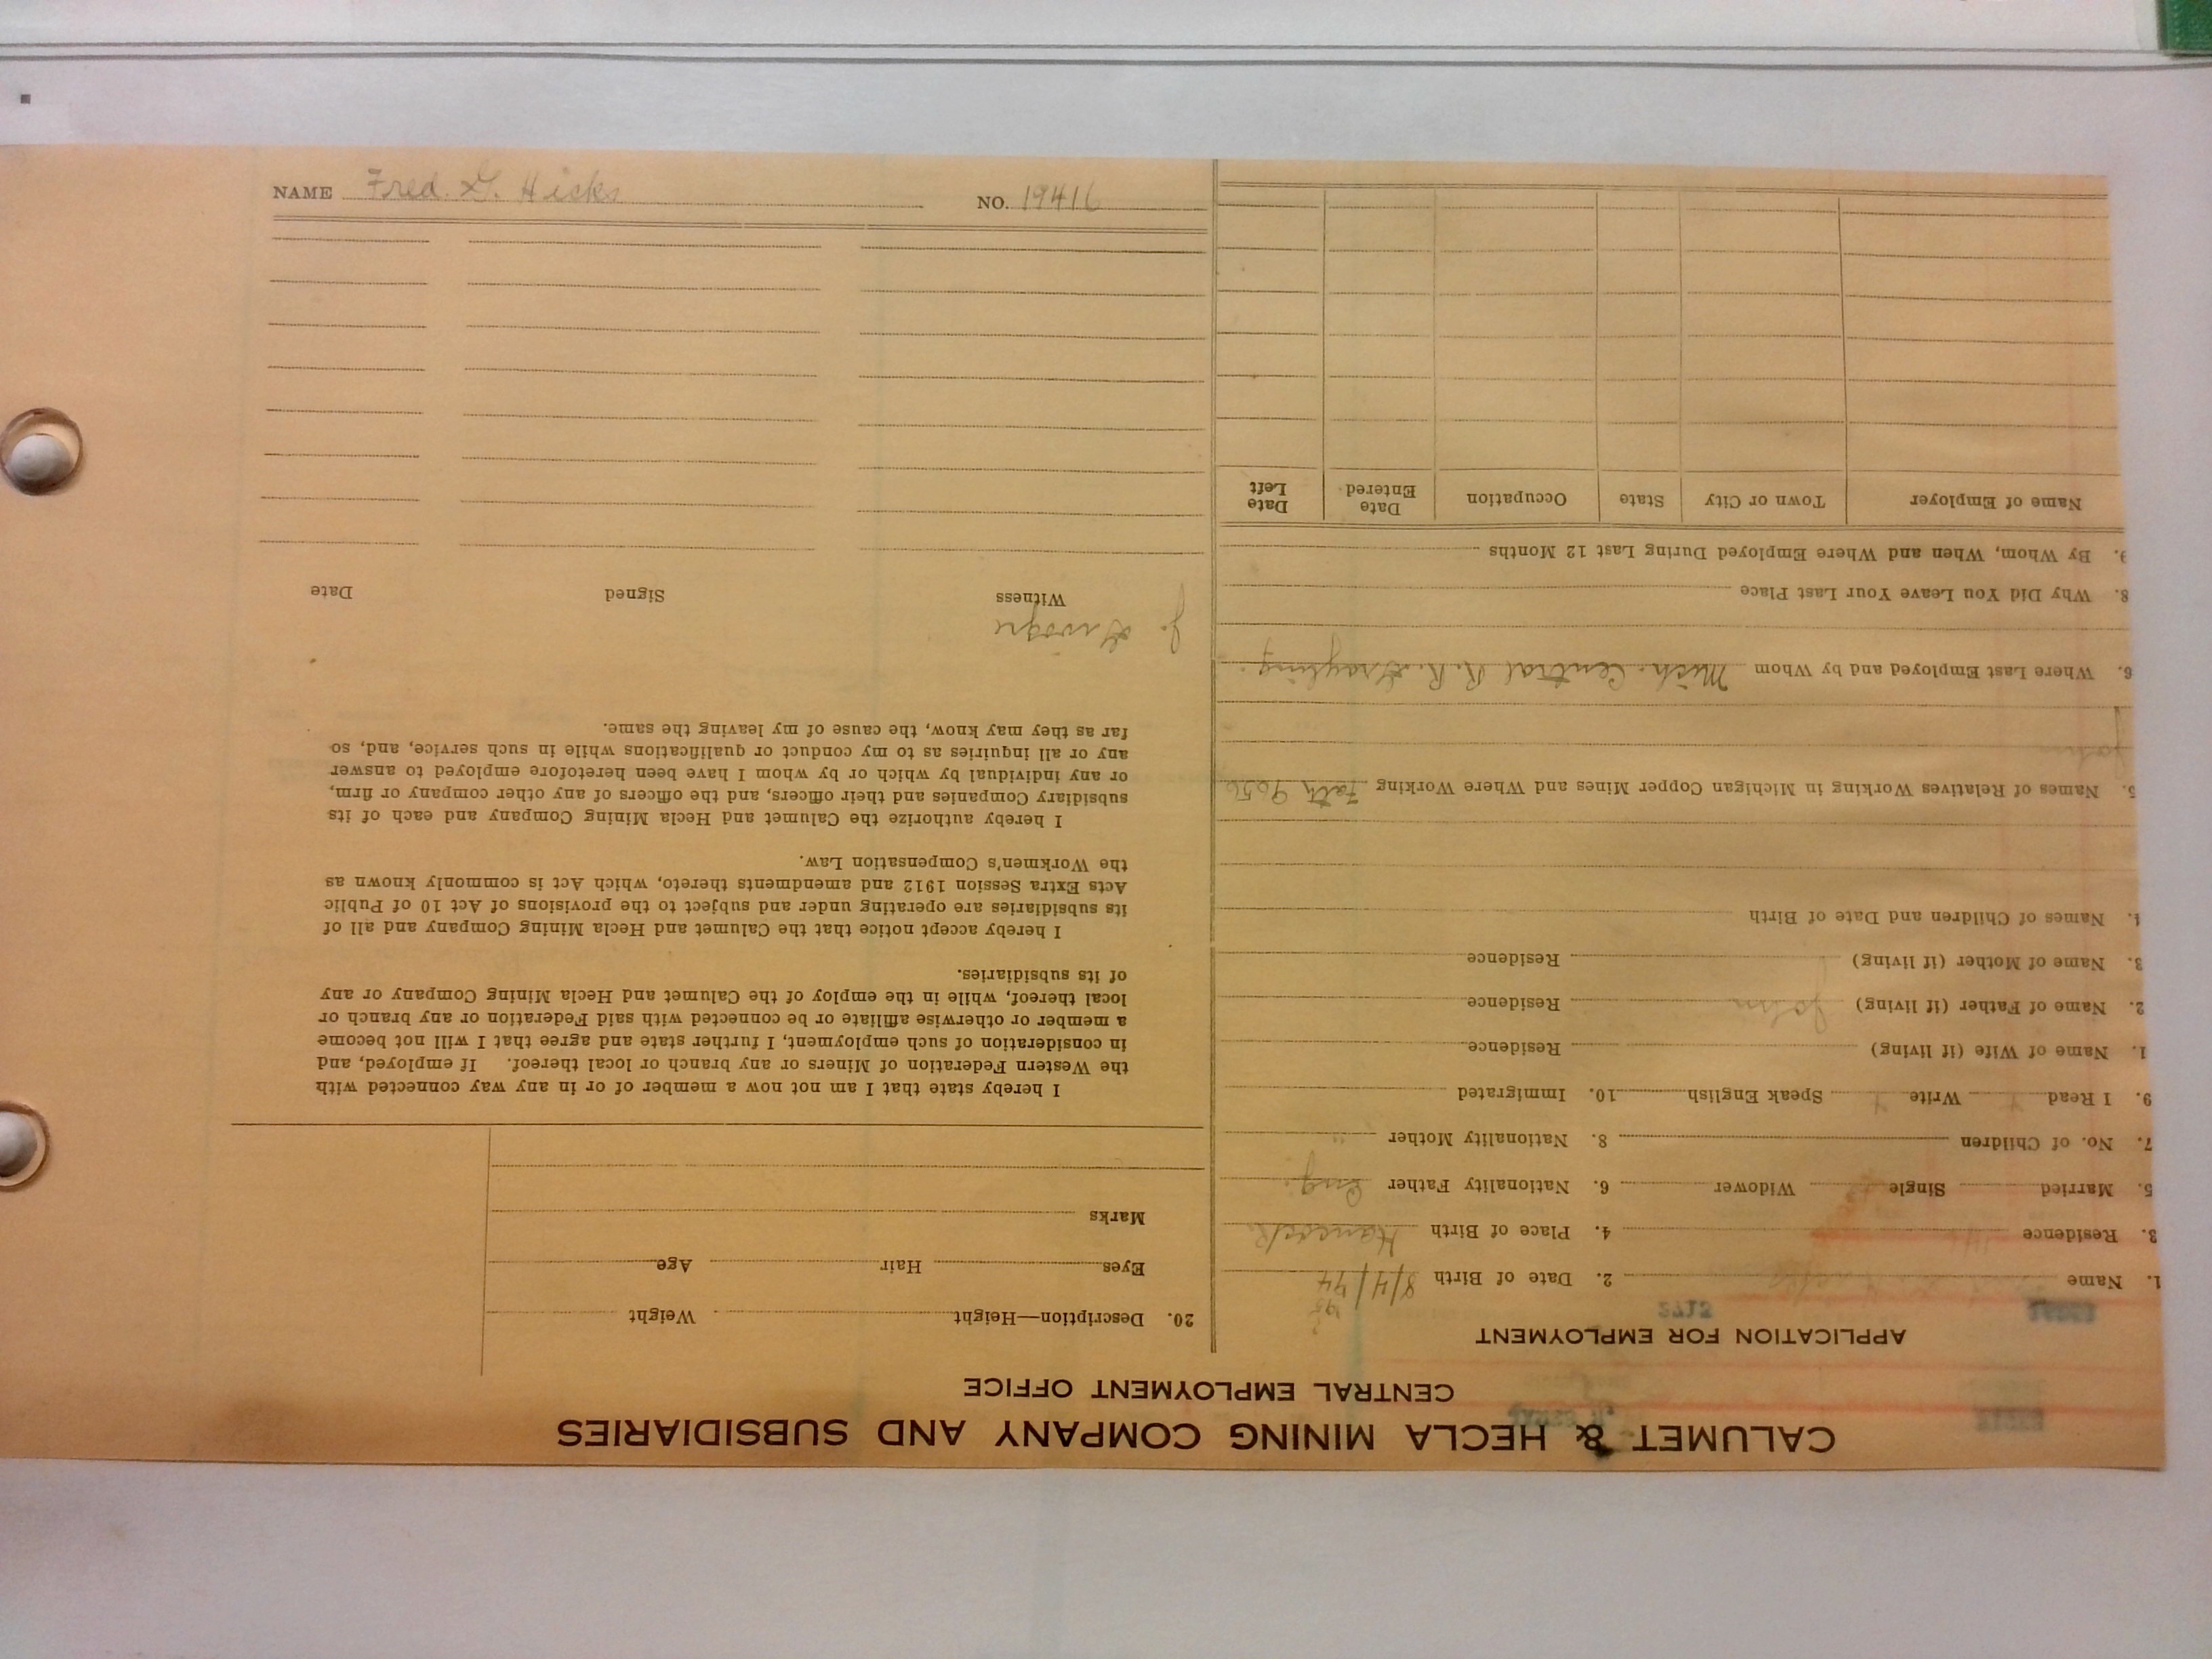 NAME Fred. G. Hicks NO. 19416
CALUMET & HECLA MINING COMPANY AND SUBSIDIARIES
CENTRAL EMPLOYMENT OFFICE
APPLICATION FOR EMPLOYMENT
1. Name 2. Date of Birth 8/4/94
95
3. Residence 4. Place of Birth Hancock
5. Married Single Widower 6. Nationality Father Eng.
7. No. of Children 8. Nationality Mother "
9. I Read Write Speak English 10. Immigrated
1. Name of Wife (if living) Residence
2. Name of Father (if living) John Residence
3. Name of Mother (if living) Residence
4. Names of Children and Date of Birth
5. Names of Relatives Working in Michigan Copper Mines and Where Working Fath 9056
John
6. Where Last Employed and by Whom Mich. Central R.R. Grayling.
8. Why Did You Leave Your Last Place
9. By Whom, When and Where Employed During Last 12 Months
Name of Employer Town or City State Occupation Date Entered Date Left
20. Description—Height Weight
Eyes Hair Age
Marks
I hereby state that I am not now a member of or in any way connected with
the Western Federation of Miners or any branch or local thereof. If employed, and
in consideration of such employment, I further state and agree that I will not become
a member or otherwise affiliate or be connected with said Federation or any branch or
local thereof, while in the employ of the Calumet and Hecla Mining Company or any
of its subsidiaries.
I hereby accept notice that the Calumet and Hecla Mining Company and all of
its subsidiaries are operating under and subject to the provisions of Act 10 of Public
Acts Extra Session 1912 and amendments thereto, which Act is commonly known as
the Workmen's Compensation Law.
I hereby authorize the Calumet and Hecla Mining Company and each of its
subsidiary Companies and their officers, and the officers of any other company or firm,
or any individual by which or by whom I have been heretofore employed to answer
any or all inquiries as to my conduct or qualifications while in such service, and, so
far as they may know, the cause of my leaving the same.
J.
Witness Signed Date